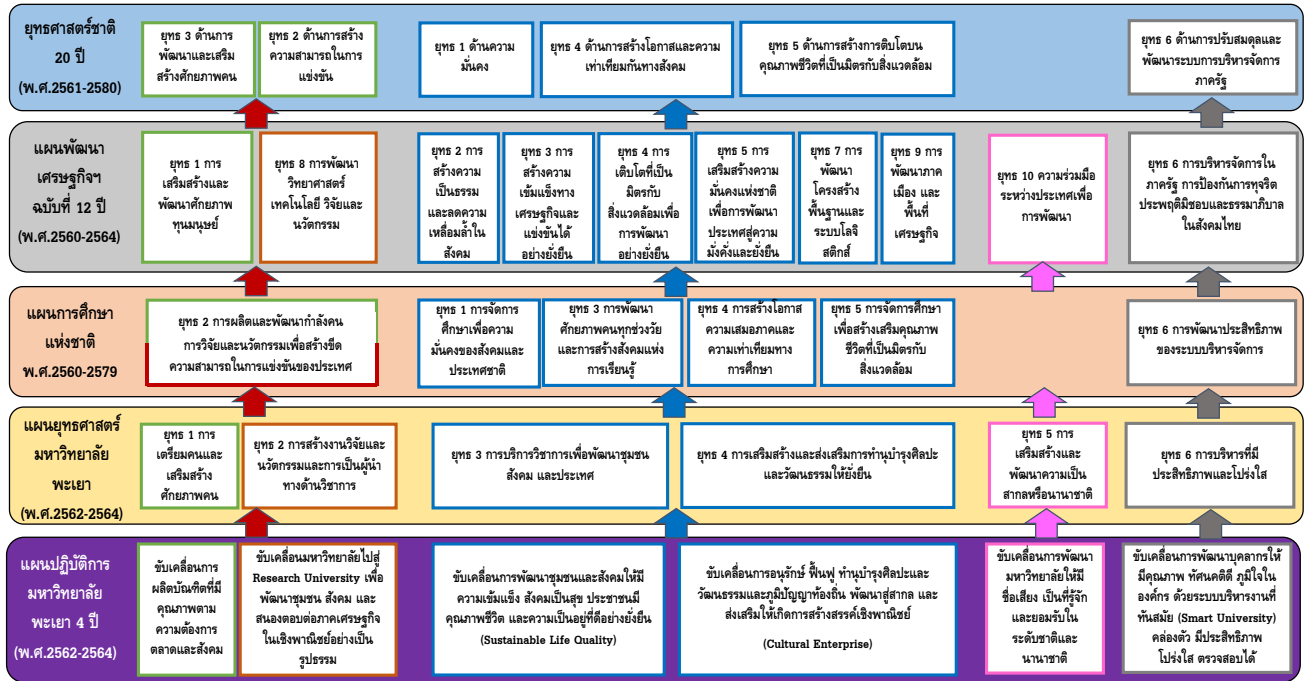 ยุทธศาสตร์ชาติ
20 ปี
(พ.ศ.2561-2580)
ยุทธ 3 ด้านการ
พัฒนาและเสริม
สร้างศักยภาพคน
ยุทธ 2 ด้านการสร้าง
ความสามารถในการ
แข่งขัน
ยุทธ 1 ด้านความ
มั่นคง
ยุทธ 4 ด้านการสร้างโอกาสและความ
เท่าเทียมกันทางสังคม
ยุทธ 5 ด้านการสร้างการติบโตบน
คุณภาพชีวิตที่เป็นมิตรกับสิ่งแวดล้อม
ยุทธ 6 ด้านการปรับสมดุลและ
พัฒนาระบบการบริหารจัดการ
ภาครัฐ
แผนพัฒนา
เศรษฐกิจฯ
ฉบับที่ 12 ปี
(พ.ศ.2560-2564)
ยุทธ 1 การ
เสริมสร้างและ
พัฒนาศักยภาพ
ทุนมนุษย์
ยุทธ 8 การพัฒนา
วิทยาศาสตร์
เทคโนโลยี วิจัยและ
นวัตกรรม
ยุทธ 2 การ
สร้างความ
เป็นธรรม
และลดความ
เหลื่อมล้ำใน
สังคม
ยุทธ 3 การ
สร้างความ
เข้มแข็งทาง
เศรษฐกิจและ
แข่งขันได้
อย่างยั่งยืน
ยุทธ 4 การ
เติบโตที่เป็น
มิตรกับ
สิ่งแวดล้อมเพื่อ
การพัฒนา
อย่างยั่งยืน
ยุทธ 5 การ
เสริมสร้างความ
มั่นคงแห่งชาติ
เพื่อการพัฒนา
ประเทศสู่ความ
มั่งคั่งและยั่งยืน
ยุทธ 7 การ
พัฒนา
โครงสร้าง
พื้นฐานและ
ระบบโลจิ
สติกส์
ยุทธ 9 การ
พัฒนาภาค
เมือง และ
พื้นที่
เศรษฐกิจ
ยุทธ 10 ความร่วมมือ
ระหว่างประเทศเพื่อ
การพัฒนา
ยุทธ 6 การบริหารจัดการใน
ภาครัฐ การป้องกันการทุจริต
ประพฤติมิชอบและธรรมาภิบาล
ในสังคมไทย
แผนการศึกษา
แห่งชาติ
พ.ศ.2560-2579
ยุทธ 2 การผลิตและพัฒนากำลังคน
การวิจัยและนวัตกรรมเพื่อสร้างขีด
ความสามารถในการแข่งขันของประเทศ
ยุทธ 1 การจัดการ
ศึกษาเพื่อความ
มั่นคงของสังคมและ
ประเทศชาติ
ยุทธ 3 การพัฒนา
ศักยภาพคนทุกช่วงวัย
และการสร้างสังคมแห่ง
การเรียนรู้
ยุทธ 4 การสร้างโอกาส
ความเสมอภาคและ
ความเท่าเทียมทาง
การศึกษา
ยุทธ 5 การจัดการศึกษา
เพื่อสร้างเสริมคุณภาพ
ชีวิตที่เป็นมิตรกับ
สิ่งแวดล้อม
ยุทธ 6 การพัฒนาประสิทธิภาพ
ของระบบบริหารจัดการ
แผนยุทธศาสตร์
มหาวิทยาลัย
พะเยา
(พ.ศ.2562-2564)
ยุทธ 1 การ
เตรียมคนและ
เสริมสร้าง
ศักยภาพคน
ยุทธ 2 การสร้างงานวิจัยและ
นวัตกรรมและการเป็นผู้นำ
ทางด้านวิชาการ
ยุทธ 3 การบริการวิชาการเพื่อพัฒนาชุมชน
สังคม และประเทศ
ยุทธ 4 การเสริมสร้างและส่งเสริมการทำนุบำรุงศิลปะ
และวัฒนธรรมให้ยั่งยืน
ยุทธ 5 การ
เสริมสร้างและ
พัฒนาความเป็น
สากลหรือนานาชาติ
ยุทธ 6 การบริหารที่มี
ประสิทธิภาพและโปร่งใส
แผนปฏิบัติการ
มหาวิทยาลัย
พะเยา 4 ปี
(พ.ศ.2562-2564)
ขับเคลื่อนการ
ผลิตบัณฑิตที่มี
คุณภาพตาม
ความต้องการ
ตลาดและสังคม
ขับเคลื่อนมหาวิทยาลัยไปสู่
Research University เพื่อ
พัฒนาชุมชน สังคม และ
สนองตอบต่อภาคเศรษฐกิจ
ในเชิงพาณิชย์อย่างเป็น
รูปธรรม
ขับเคลื่อนการพัฒนาชุมชนและสังคมให้มี
ความเข้มแข็ง สังคมเป็นสุข ประชาชนมี
คุณภาพชีวิต และความเป็นอยู่ที่ดีอย่างยั่งยืน
(Sustainable Life Quality)
ขับเคลื่อนการอนุรักษ์ ฟื้นฟู ทำนุบำรุงศิลปะและ
วัฒนธรรมและภูมิปัญญาท้องถิ่น พัฒนาสู่สากล และ
ส่งเสริมให้เกิดการสร้างสรรค์เชิงพาณิชย์
(Cultural Enterprise)
ขับเคลื่อนการพัฒนา
มหาวิทยาลัยให้มี
ชื่อเสียง เป็นที่รู้จัก
และยอมรับใน
ระดับชาติและ
นานาชาติ
ขับเคลื่อนการพัฒนาบุคลากรให้
มีคุณภาพ ทัศนคติดี ภูมิใจใน
องค์กร ด้วยระบบบริหารงานที่
ทันสมัย (Smart University)
คล่องตัว มีประสิทธิภาพ
โปร่งใส ตรวจสอบได้